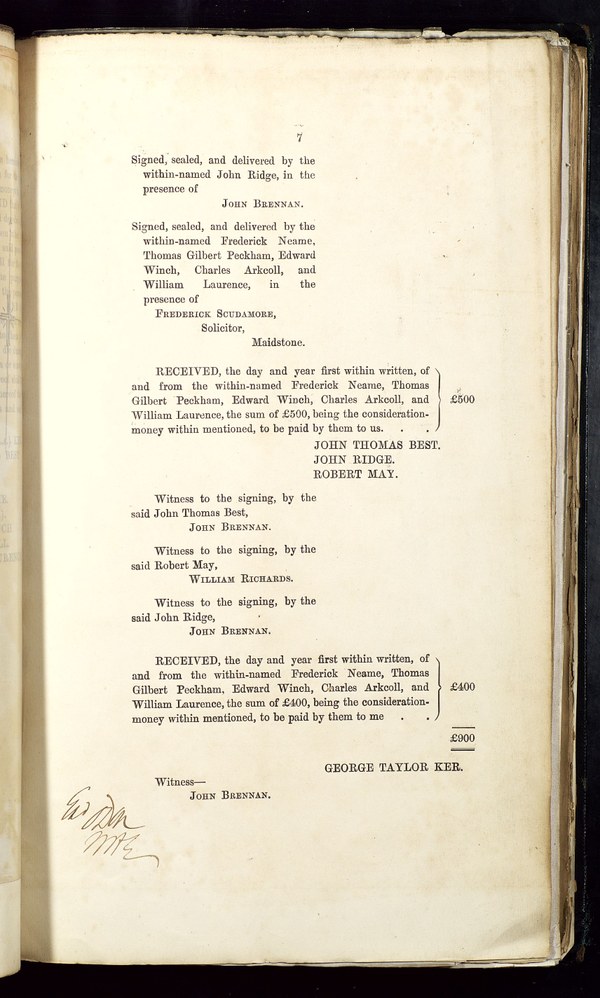 7
Signed, sealed, and delivered by the
within-named John Ridge, in the
presence of
JOHN BRENNAN.
Signed, sealed, and delivered by the
within-named Frederick Neame,
Thomas Gilbert Peckham, Edward
Winch, Charles Arkcoll, and
William Laurence, in the
presence of
FREDERICK SCUDAMORE,
Solicitor,
Maidstone.
RECEIVED, the day and year first within written, of
and from the within-named Frederick Neame, Thomas
Gilbert Peckham, Edward Winch, Charles Arkcoll, and £500
William Laurence, the sum of £500, being the consideration-
money within mentioned, to be paid by them to us. . .
JOHN THOMAS BEST.
JOHN RIDGE.
ROBERT MAY.
Witness to the signing, by the
said John Thomas Best,
JOHN BRENNAN.
Witness to the signing, by the
said Robert May,
WILLIAM RICHARDS.
Witness to the signing, by the
said John Ridge,
JOHN BRENNAN.
RECEIVED, the day and year first within written, of
and from the within-named Frederick Neame, Thomas
Gilbert Peckham, Edward Winch, Charles Arkcoll, and £400
William Laurence, the sum of £400, being the consideration-
money within mentioned, to be paid by them to me . .
£900
GEORGE TAYLOR KER.
Witness—
JOHN BRENNAN.